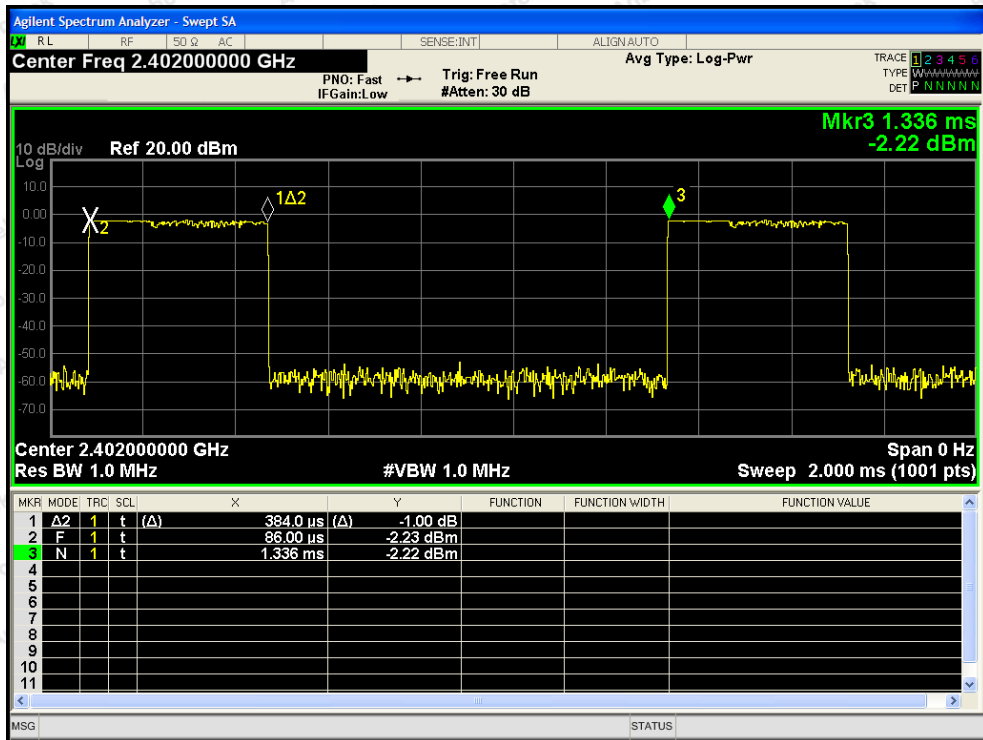 Agilent Spectrum Analyzer - Swept SA
LXI RL RF 50 Ω AC SENSE:INT ALIGNAUTO
Center Freq 2.402000000 GHz
Avg Type: Log-Pwr
TRACE 1 2 3 4 5 6
PNO: Fast Trig: Free Run
TYPE WWWWWW
IFGain:Low #Atten: 30 dB
DET P N N N N N
Mkr3 1.336 ms
10 dB/div Ref 20.00 dBm -2.22 dBm
Log
10.0
1Δ2
3
0.00
2
-10.0
-20.0
-30.0
-40.0
-50.0
-60.0
-70.0
Center 2.402000000 GHz Span 0 Hz
Res BW 1.0 MHz #VBW 1.0 MHz Sweep 2.000 ms (1001 pts)
MKR MODE TRC SCL X Y FUNCTION FUNCTION WIDTH FUNCTION VALUE
1 Δ2 1 t (Δ) 384.0 µs (Δ) -1.00 dB
2 F 1 t 86.00 µs -2.23 dBm
3 N 1 t 1.336 ms -2.22 dBm
4
5
6
7
8
9
10
11
MSG STATUS